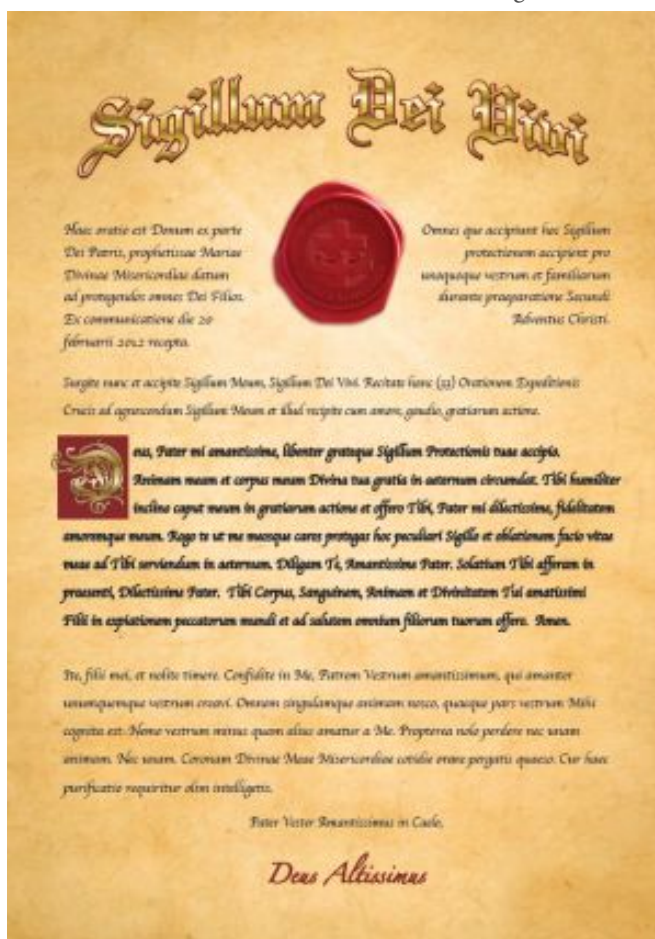 Sigillum Dei Vivi
Haec oratio est Donum ex parte
Dei Patris, prophetissae Mariae
Divinae Misericordiae datum
ad protegendos omnes Dei Filios.
Ex communicatione die 20
februarii 2012 recepta.
Omnes que accipiunt hoc Sigillum
protectionem accipient pro
unoquoque vestrum et familiarum
durante praeparatione Secundi
Adventus Christi.
Surgite nunc et accipite Sigillum Meum, Sigillum Dei Vivi. Recitate hanc (33) Orationem Expeditionis
Crucis ad agnoscendum Sigillum Meum et illud recipite cum amore, gaudio, gratiarum actione.
Deus, Pater mi amantissime, libenter grateque Sigillum Protectionis tuae accipio.
Animam meam et corpus meum Divina tua gratia in aeternum circumdat. Tibi humiliter
incline caput meum in gratiarum actione et offero Tibi, Pater mi dilectissime, fidelitatem
amoremque meum. Rogo te ut me meosque caros protegas hoc peculiari Sigillo et oblationem facio vitae
meae ad Tibi serviendum in aeternum. Diligam Te, Amantissime Pater. Solatium Tibi afferam in
praesenti, Dilectissime Pater. Tibi Corpus, Sanguinem, Animam et Divinitatem Tui amatissimi
Filii in expiationem peccatorum mundi et ad salutem omnium filiorum tuorum offero. Amen.
Ite, filii mei, et nolite timere. Confidite in Me, Patrem Vestrum amantissimum, qui amanter
unumquemque vestrum creavi. Omnem singulamque animam nosco, quaeque pars vestrum Mihi
cognita est. Nemo vestrum minus quam alius amatur a Me. Propterea nolo perdere nec unam
animam. Nec unam. Coronam Divinae Meae Misericordiae cotidie orare pergatis quaeso. Cur haec
purificatio requiritur olim intelligetis.
Pater Vester Amantissimus in Caelo,
Deus Altissimus